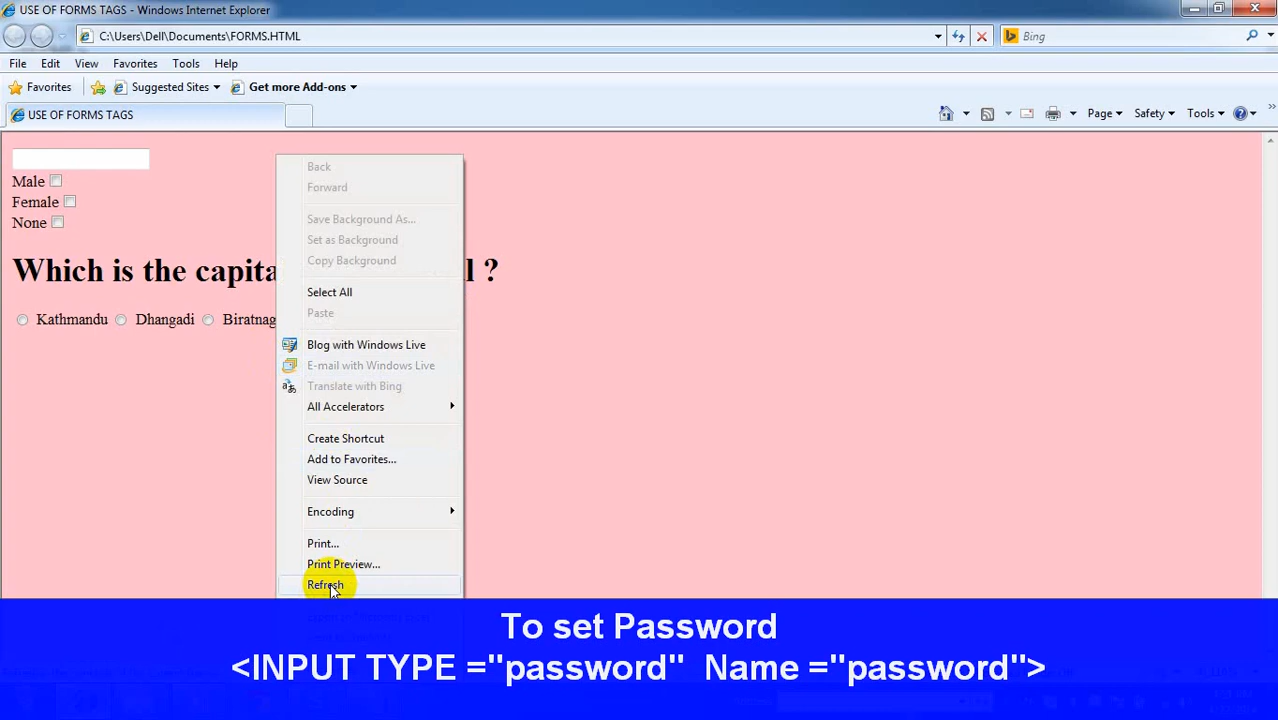 USE OF FORMS TAGS - Windows Internet Explorer
C:\Users\Dell\Documents\FORMS.HTML
Bing
File Edit View Favorites Tools Help
Favorites Suggested Sites Get more Add-ons
USE OF FORMS TAGS
Page Safety Tools
Male
Female
None
Which is the capita l ?
Kathmandu Dhangadi Biratnag
Back
Forward
Save Background As...
Set as Background
Copy Background
Select All
Paste
Blog with Windows Live
E-mail with Windows Live
Translate with Bing
All Accelerators
Create Shortcut
Add to Favorites...
View Source
Encoding
Print...
Print Preview...
Refresh
To set Password
<INPUT TYPE ="password" Name ="password">